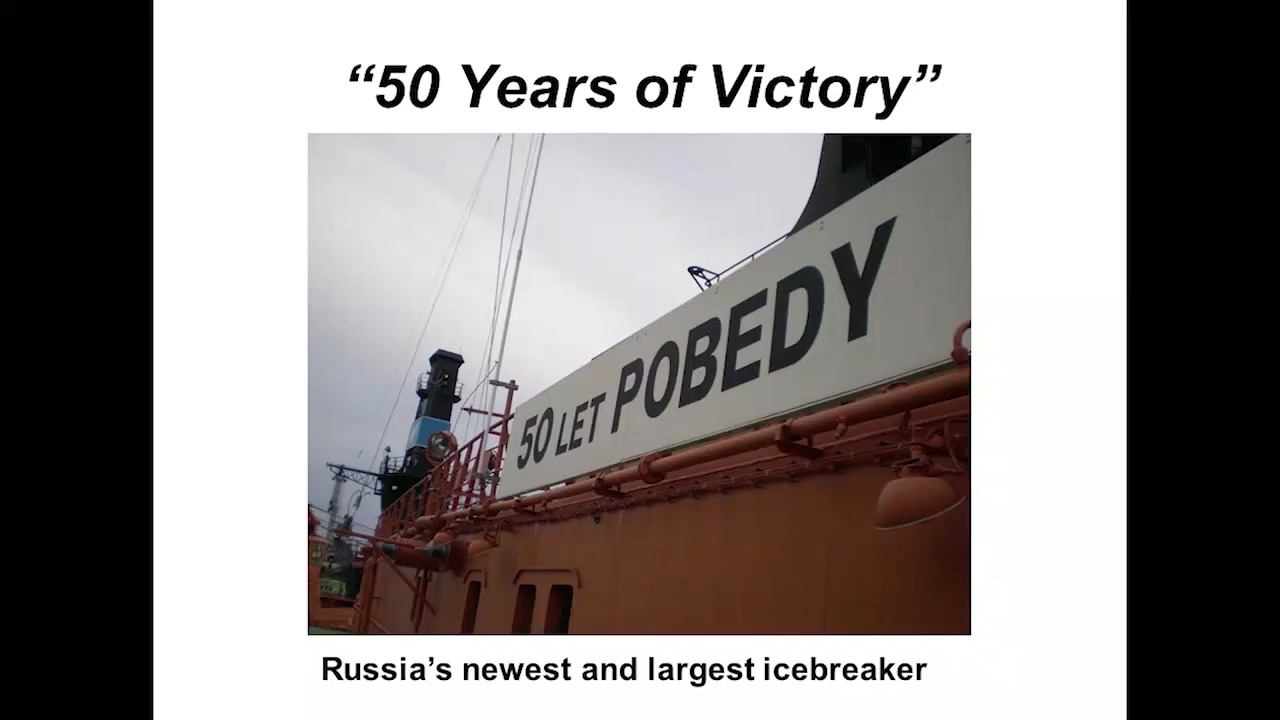 “50 Years of Victory”
50 LET POBEDY
Russia’s newest and largest icebreaker